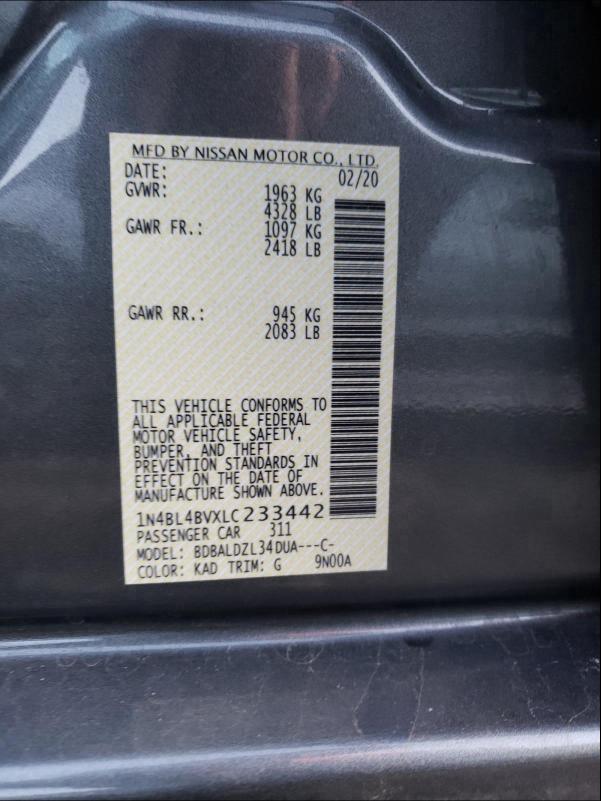 MFD BY NISSAN MOTOR CO., LTD.
DATE: 02/20
GVWR: 1963 KG
4328 LB
GAWR FR.: 1097 KG
2418 LB
GAWR RR.: 945 KG
2083 LB
THIS VEHICLE CONFORMS TO
ALL APPLICABLE FEDERAL
MOTOR VEHICLE SAFETY,
BUMPER, AND THEFT
PREVENTION STANDARDS IN
EFFECT ON THE DATE OF
MANUFACTURE SHOWN ABOVE.
1N4BL4BVXLC233442
PASSENGER CAR 311
MODEL: BDBALDZL34DUA---C-
COLOR: KAD TRIM: G 9N00A